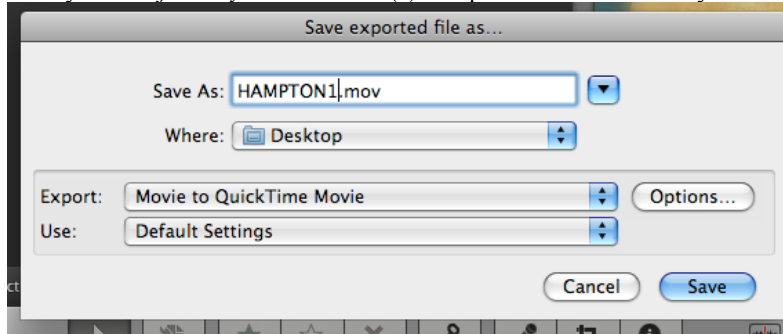 Save exported file as...
Save As: HAMPTON1.mov
Where: Desktop
Export: Movie to QuickTime Movie Options...
Use: Default Settings
ct
Cancel Save